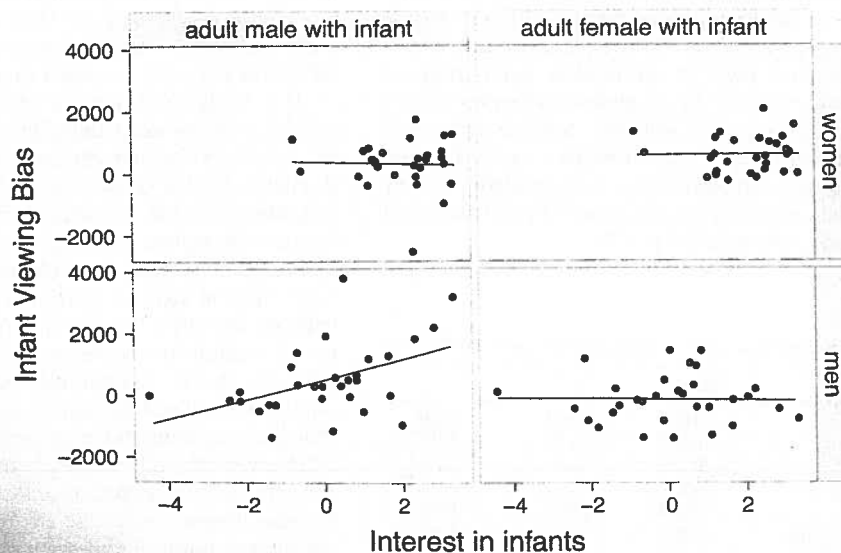 adult male with infant adult female with infant
4000
2000
0
−2000
women
4000
2000
0
−2000
men
Infant Viewing Bias
−4 −2 0 2 −4 −2 0 2
Interest in infants